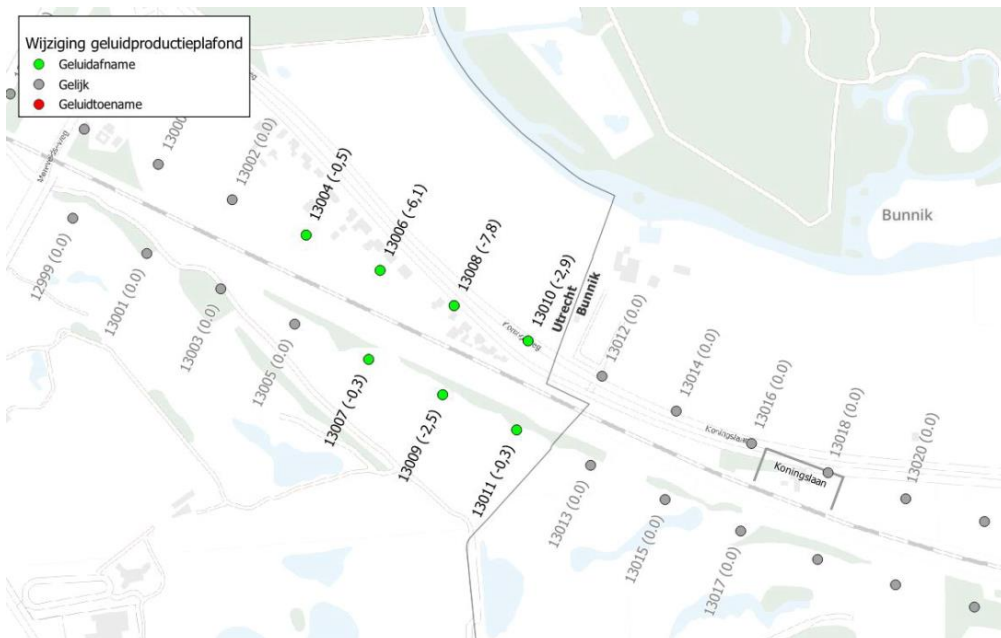 Wijziging geluidproductieplafond
Geluidafname
Gelijk
Geluidtoename
13000
13002 (0.0)
13004 (-0,5)
13006 (-6,1)
13008 (-7,8)
13010 (-2,9)
Utrecht
Bunnik
Bunnik
13012 (0.0)
13014 (0.0)
13016 (0.0)
13018 (0.0)
13020 (0.0)
Koningslaan
12999 (0.0)
13001 (0.0)
13003 (0.0)
13005 (0.0)
13007 (-0,3)
13009 (-2,5)
13011 (-0,3)
13013 (0.0)
13015 (0.0)
13017 (0.0)